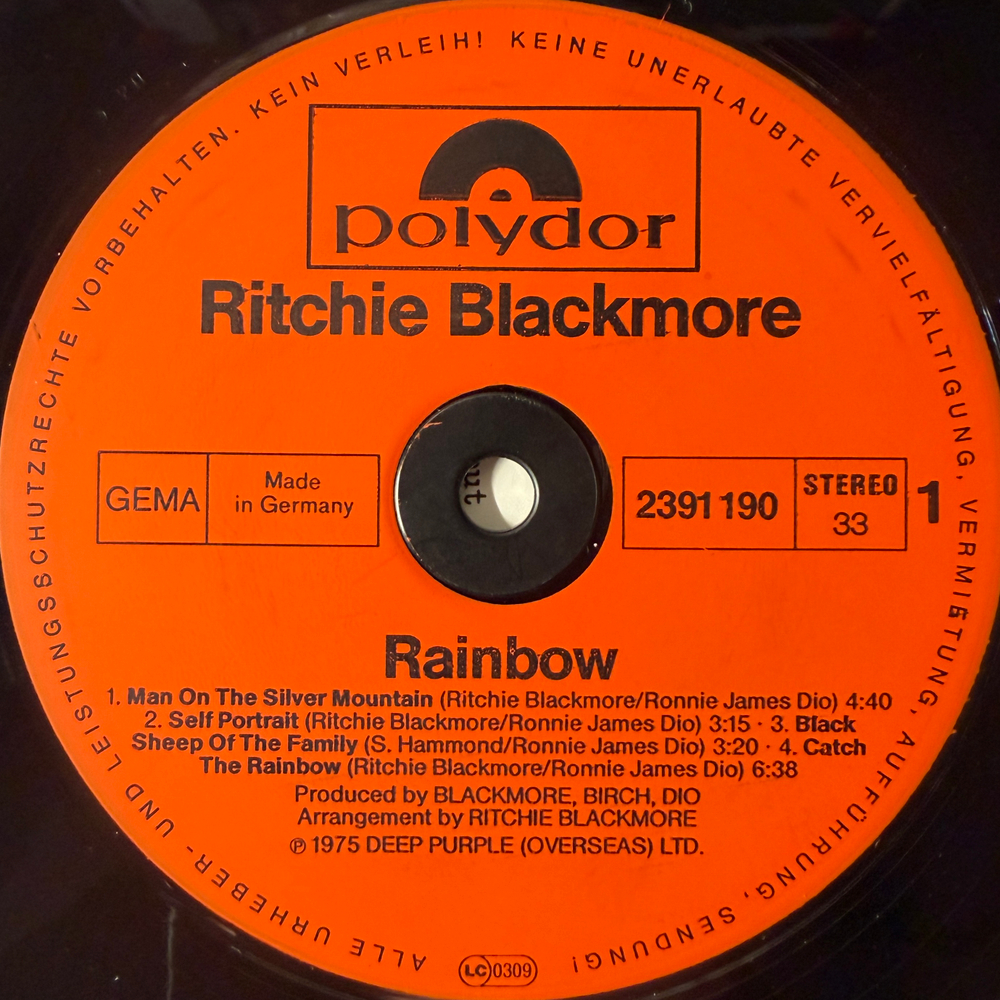 ALLE URHEBER- UND LEISTUNGSSCHUTZRECHTE VORBEHALTEN. KEIN VERLEIH! KEINE UNERLAUBTE VERVIELFÄLTIGUNG, VERMIETUNG, AUFFÜHRUNG, SENDUNG!
polydor
Ritchie Blackmore
GEMA
Made
in Germany
2391 190
STEREO
33
1
Rainbow
1. Man On The Silver Mountain (Ritchie Blackmore/Ronnie James Dio) 4:40
2. Self Portrait (Ritchie Blackmore/Ronnie James Dio) 3:15 · 3. Black
Sheep Of The Family (S. Hammond/Ronnie James Dio) 3:20 · 4. Catch
The Rainbow (Ritchie Blackmore/Ronnie James Dio) 6:38
Produced by BLACKMORE, BIRCH, DIO
Arrangement by RITCHIE BLACKMORE
℗ 1975 DEEP PURPLE (OVERSEAS) LTD.
LC 0309